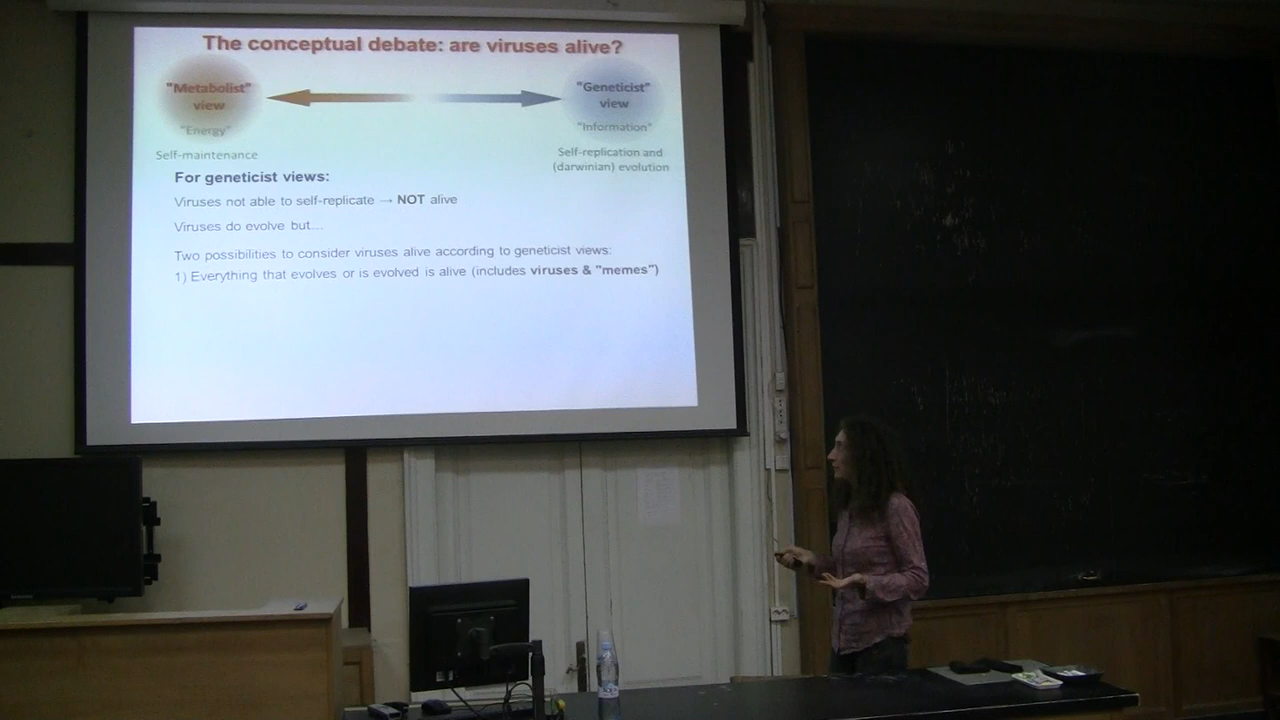 The conceptual debate: are viruses alive?
"Metabolist"
view
"Energy"
Self-maintenance
"Geneticist"
view
"Information"
Self-replication and
(darwinian) evolution
For geneticist views:
Viruses not able to self-replicate → NOT alive
Viruses do evolve but...
Two possibilities to consider viruses alive according to geneticist views:
1) Everything that evolves or is evolved is alive (includes viruses & "memes")